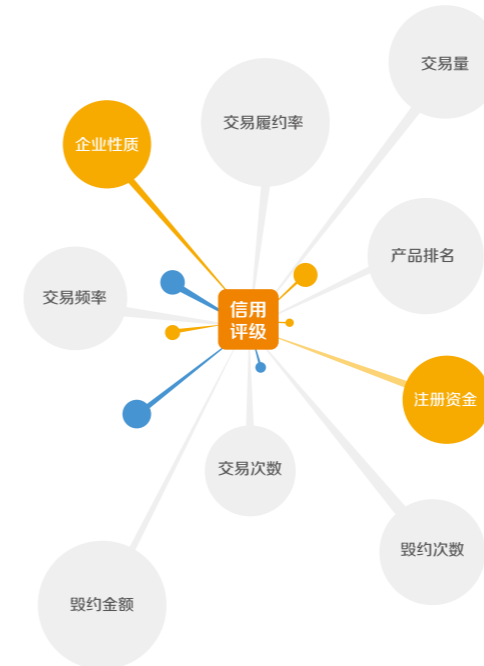 交易量
交易履约率
企业性质
产品排名
交易频率
信用
评级
注册资金
交易次数
毁约次数
毁约金额